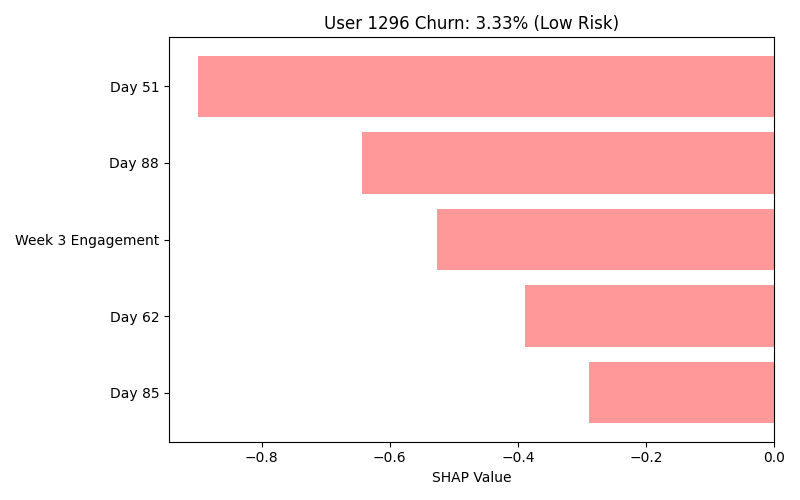 User 1296 Churn: 3.33% (Low Risk)
Day 51
Day 88
Week 3 Engagement
Day 62
Day 85
−0.8 −0.6 −0.4 −0.2 0.0
SHAP Value